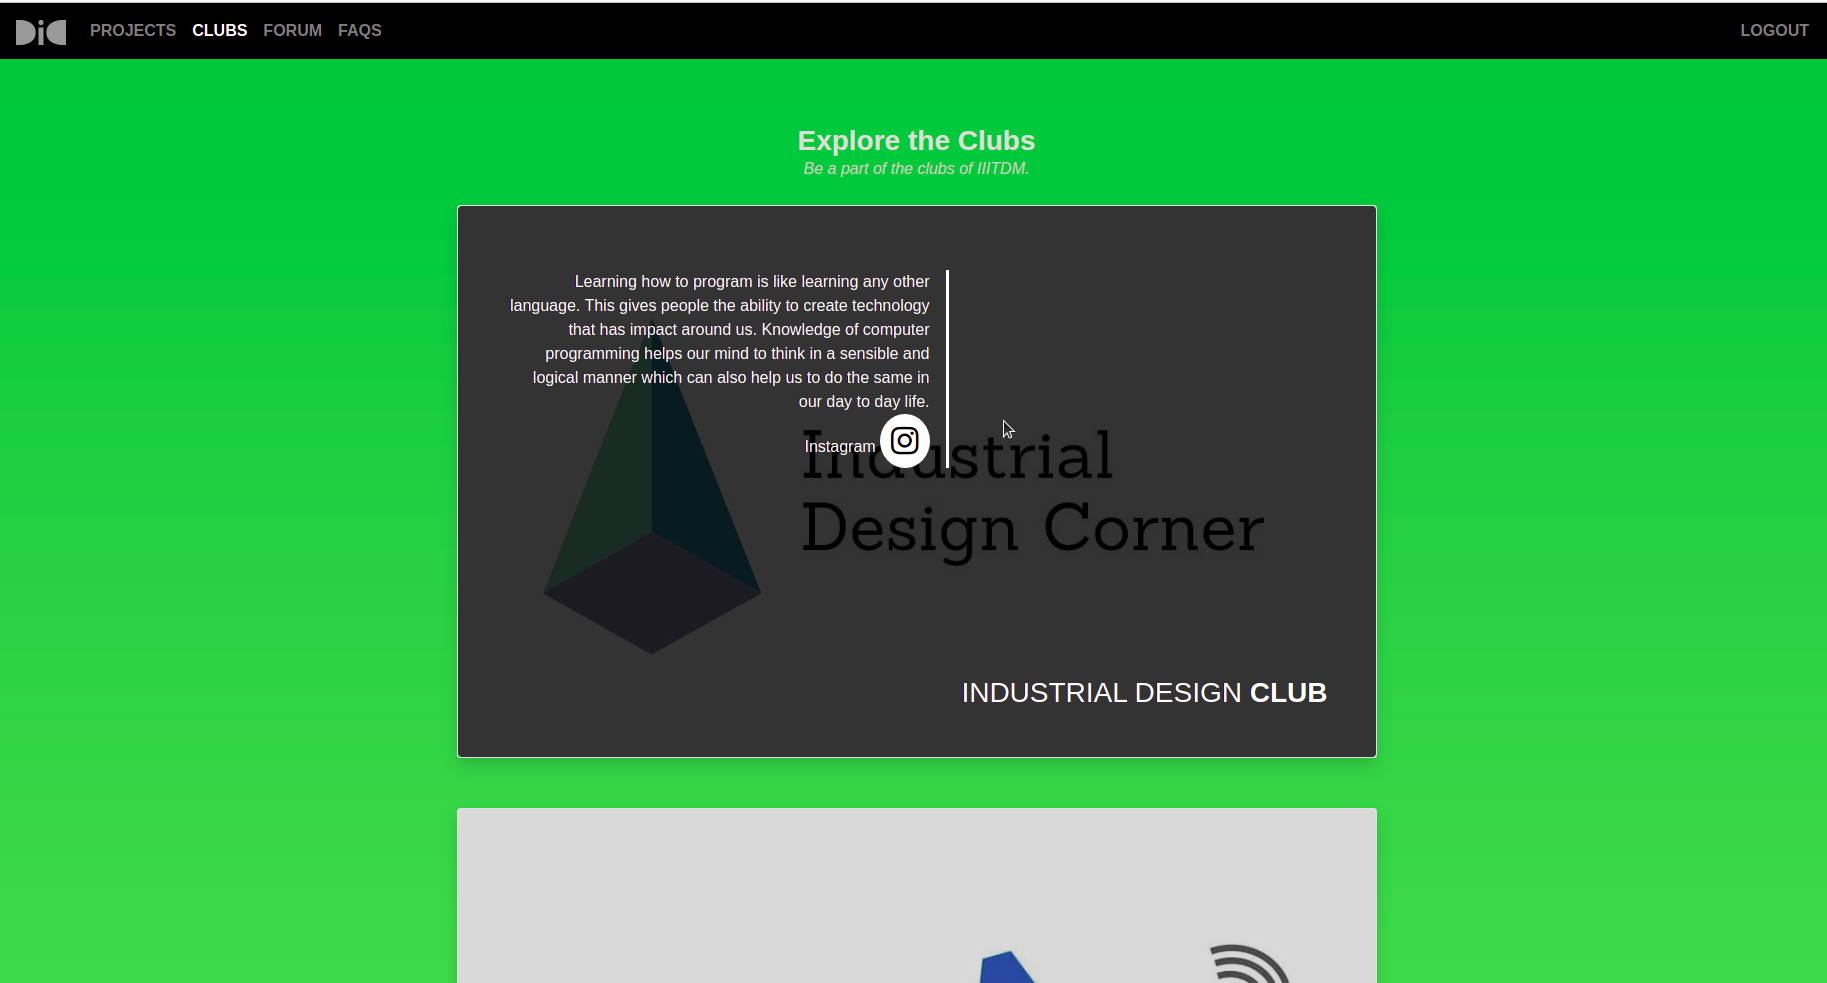 DiC
PROJECTS
CLUBS
FORUM
FAQS
LOGOUT
Explore the Clubs
Be a part of the clubs of IIITDM.
Learning how to program is like learning any other
language. This gives people the ability to create technology
that has impact around us. Knowledge of computer
programming helps our mind to think in a sensible and
logical manner which can also help us to do the same in
our day to day life.
Instagram
Industrial
Design Corner
INDUSTRIAL DESIGN CLUB